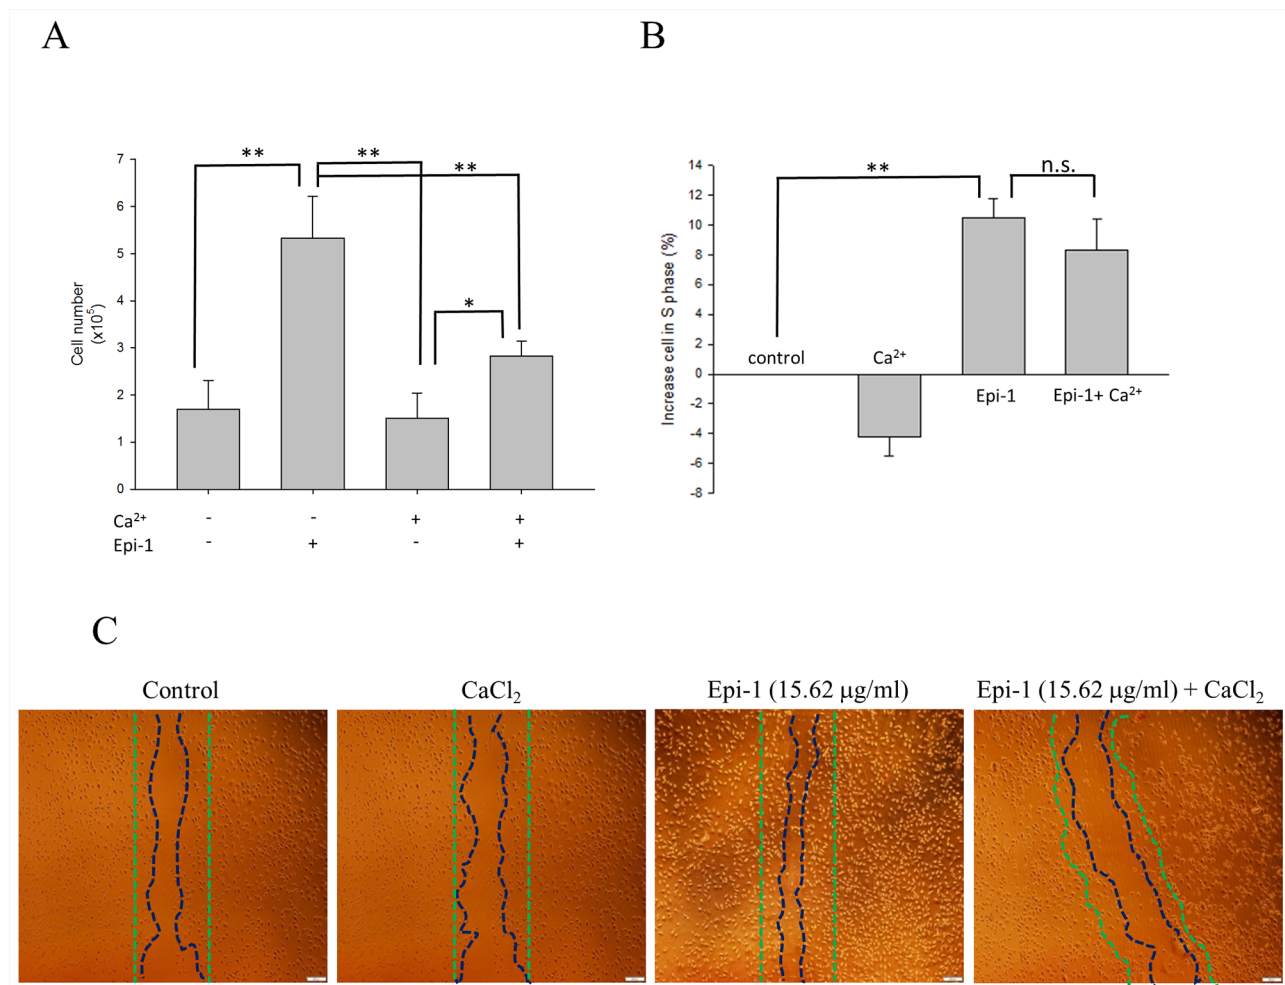 A
B
** ** **
7
6
5
4
3
2
1
0
Cell number
(x10⁵)
*
Ca²⁺ - - + +
Epi-1 - + - +
** n.s.
14
12
10
8
6
4
2
0
-2
-4
-6
-8
Increase cell in S phase (%)
control Ca²⁺
Epi-1 Epi-1+ Ca²⁺
C
Control CaCl₂ Epi-1 (15.62 μg/ml) Epi-1 (15.62 μg/ml) + CaCl₂